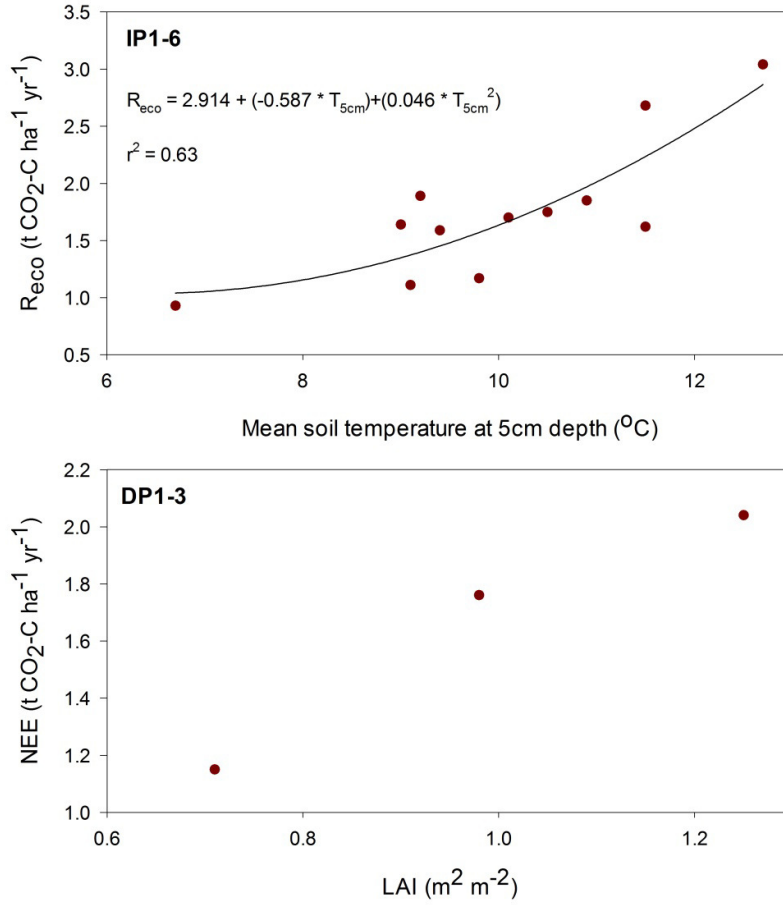 IP1-6
R_eco = 2.914 + (-0.587 * T_5cm)+(0.046 * T_5cm^2)
r^2 = 0.63
3.5
3.0
2.5
2.0
1.5
1.0
0.5
R_eco (t CO_2-C ha^-1 yr^-1)
6 8 10 12
Mean soil temperature at 5cm depth (^oC)
DP1-3
2.2
2.0
1.8
1.6
1.4
1.2
1.0
NEE (t CO_2-C ha^-1 yr^-1)
0.6 0.8 1.0 1.2
LAI (m^2 m^-2)